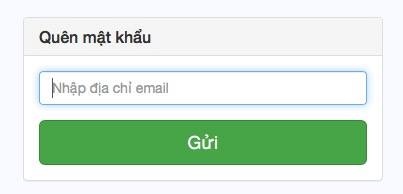 Quên mật khẩu
Nhập địa chỉ email
Gửi